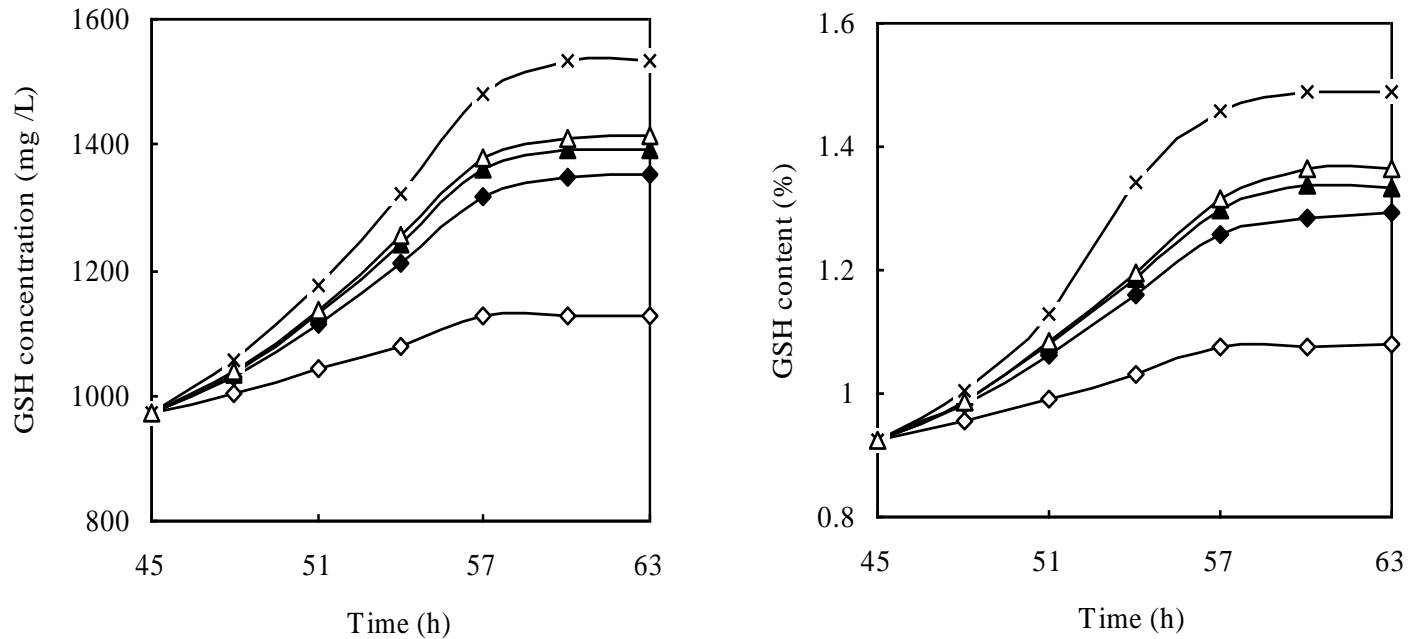 1600
1400
1200
1000
800
GSH concentration (mg /L)
45 51 57 63
Time (h)
1.6
1.4
1.2
1
0.8
GSH content (%)
45 51 57 63
Time (h)